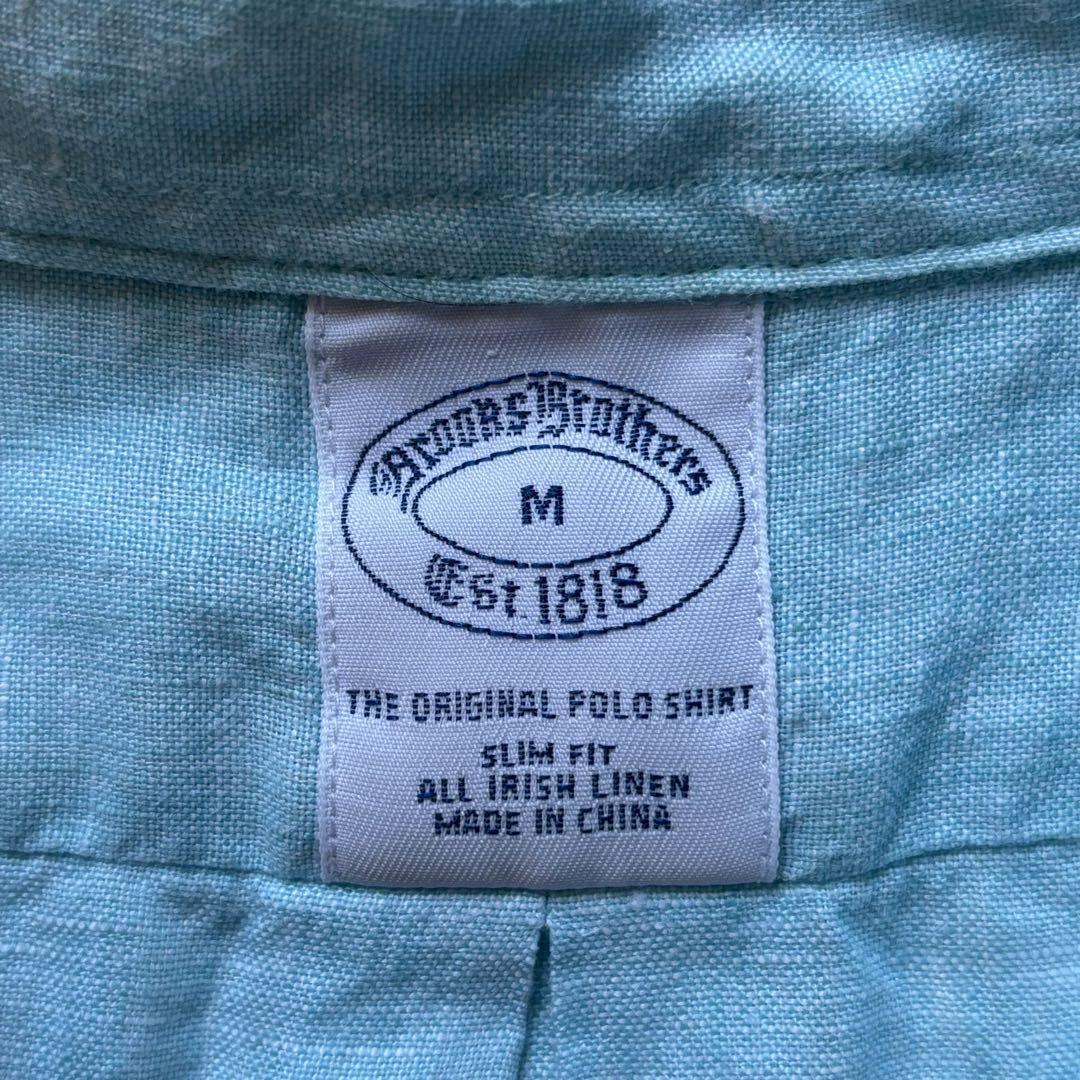 Brooks Brothers
M
Est. 1818
THE ORIGINAL POLO SHIRT
SLIM FIT
ALL IRISH LINEN
MADE IN CHINA